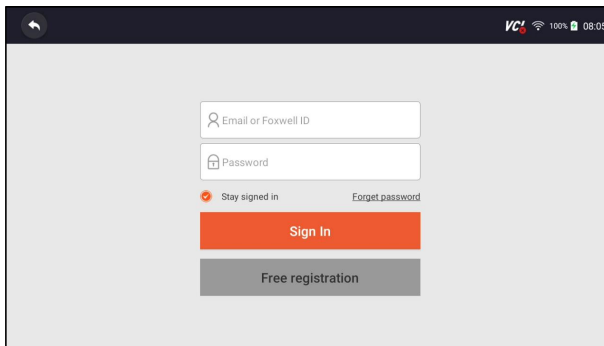 VCI 100% 08:05
Email or Foxwell ID
Password
Stay signed in Forget password
Sign In
Free registration